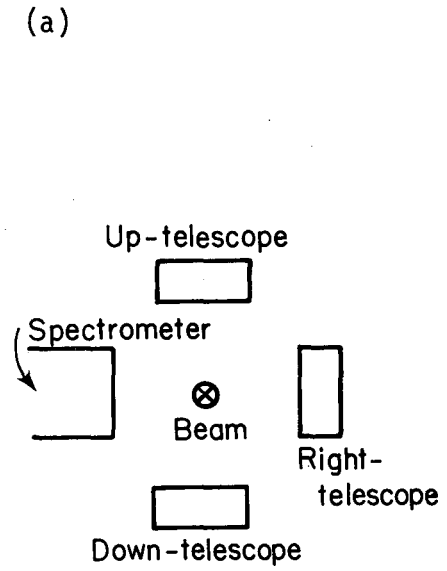 (a)
Up-telescope
Spectrometer
Beam
Right-
telescope
Down-telescope